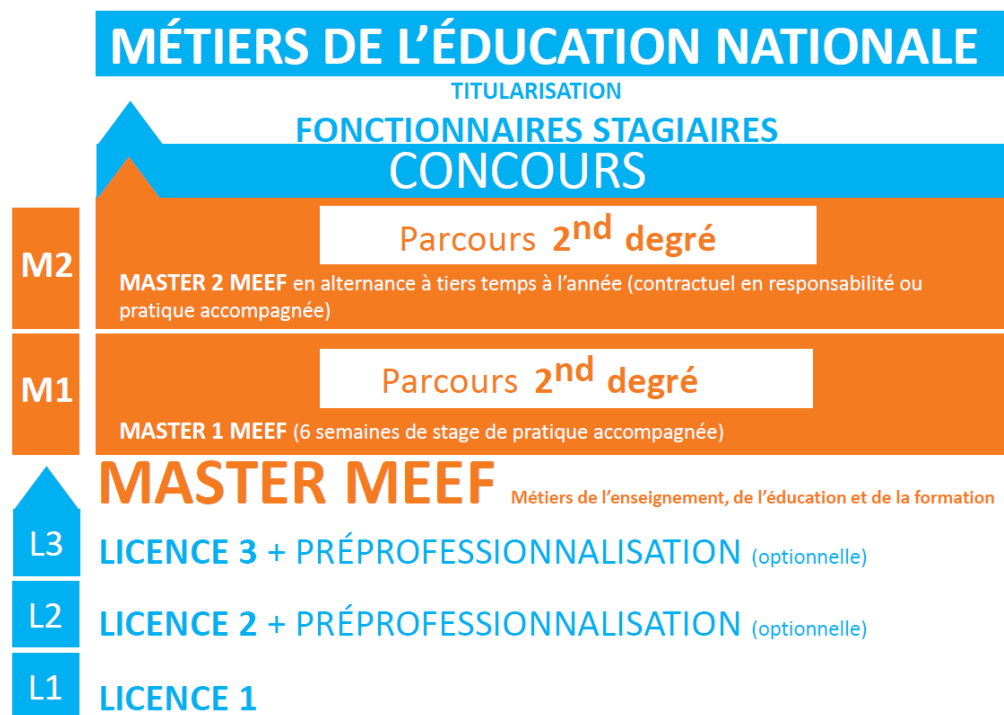 MÉTIERS DE L'ÉDUCATION NATIONALE
TITULARISATION
FONCTIONNAIRES STAGIAIRES
CONCOURS
M2
Parcours 2nd degré
MASTER 2 MEEF en alternance à tiers temps à l'année (contractuel en responsabilité ou
pratique accompagnée)
M1
Parcours 2nd degré
MASTER 1 MEEF (6 semaines de stage de pratique accompagnée)
MASTER MEEF Métiers de l'enseignement, de l'éducation et de la formation
L3
LICENCE 3 + PRÉPROFESSIONNALISATION (optionnelle)
L2
LICENCE 2 + PRÉPROFESSIONNALISATION (optionnelle)
L1
LICENCE 1